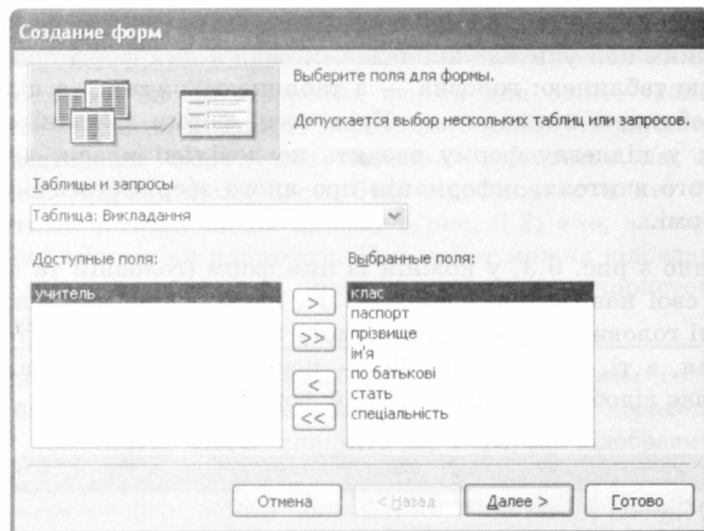 Создание форм
Выберите поля для формы.
Допускается выбор нескольких таблиц или запросов.
Таблицы и запросы
Таблица: Викладання
Доступные поля:
Выбранные поля:
учитель
клас
паспорт
прізвище
ім'я
по батькові
стать
спеціальність
>
>>
<
<<
Отмена
< Назад
Далее >
Готово